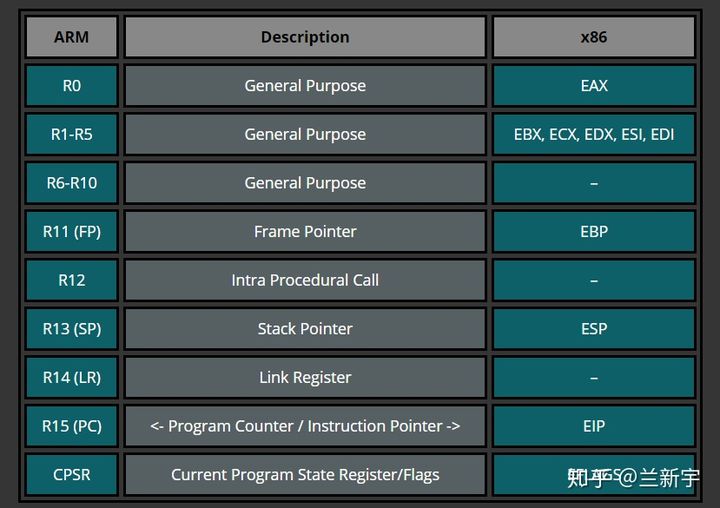 ARM Description x86
R0 General Purpose EAX
R1-R5 General Purpose EBX, ECX, EDX, ESI, EDI
R6-R10 General Purpose –
R11 (FP) Frame Pointer EBP
R12 Intra Procedural Call –
R13 (SP) Stack Pointer ESP
R14 (LR) Link Register –
R15 (PC) <- Program Counter / Instruction Pointer -> EIP
CPSR Current Program State Register/Flags
知乎 @兰新宇